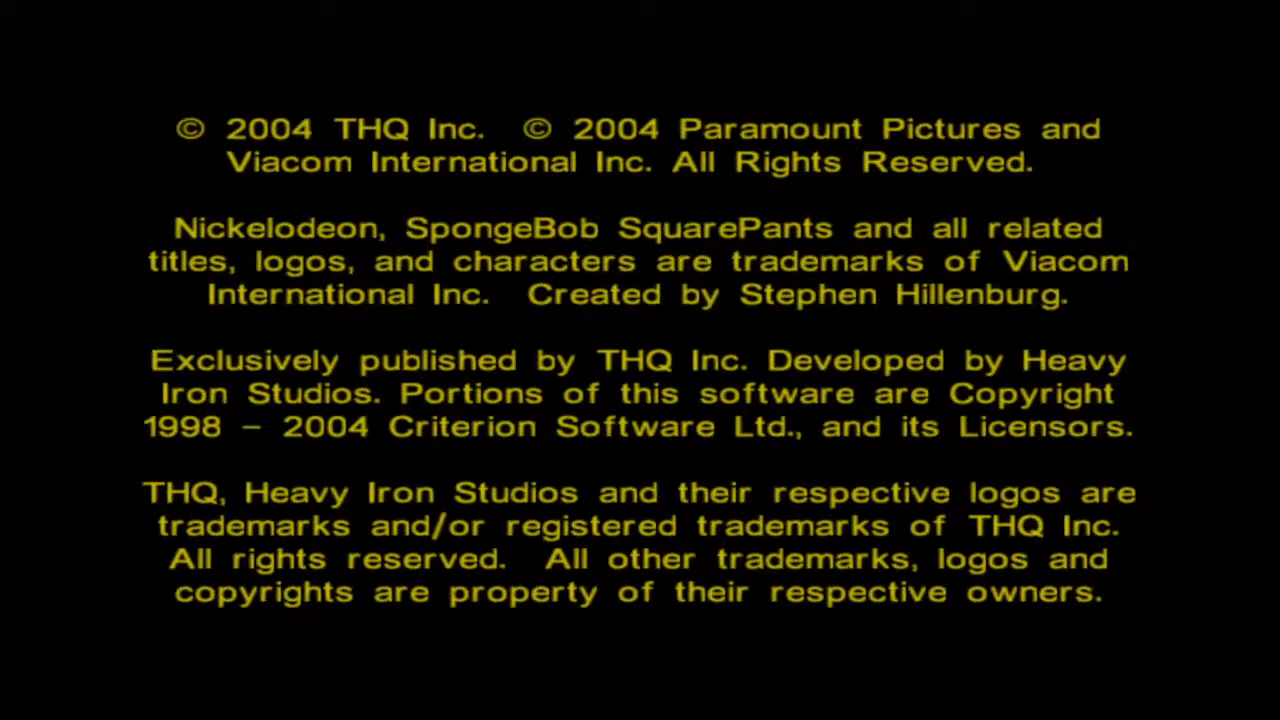 © 2004 THQ Inc. © 2004 Paramount Pictures and
Viacom International Inc. All Rights Reserved.
Nickelodeon, SpongeBob SquarePants and all related
titles, logos, and characters are trademarks of Viacom
International Inc. Created by Stephen Hillenburg.
Exclusively published by THQ Inc. Developed by Heavy
Iron Studios. Portions of this software are Copyright
1998 – 2004 Criterion Software Ltd., and its Licensors.
THQ, Heavy Iron Studios and their respective logos are
trademarks and/or registered trademarks of THQ Inc.
All rights reserved. All other trademarks, logos and
copyrights are property of their respective owners.